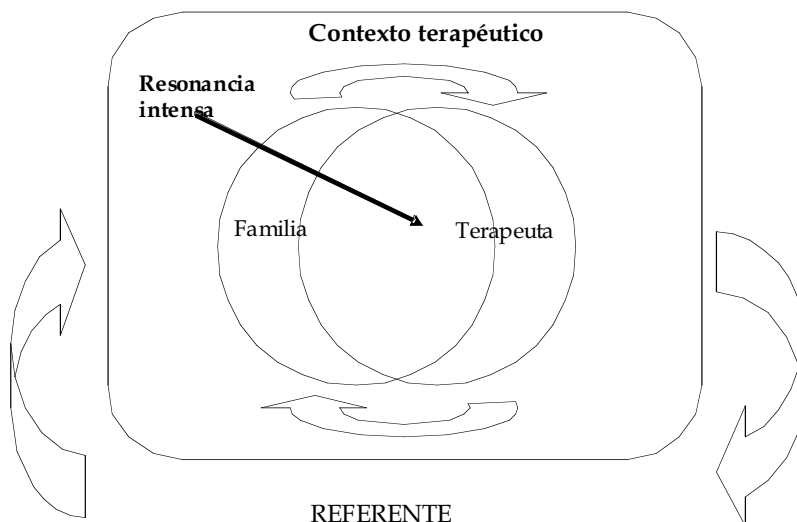 Contexto terapéutico
Resonancia
intensa
Familia
Terapeuta
REFERENTE